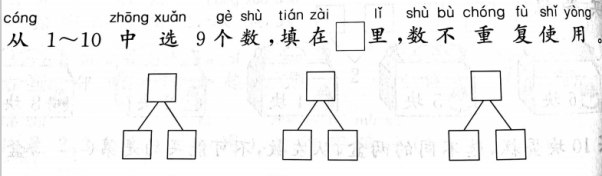 cóng zhōng xuǎn gè shù tián zài lǐ shù bù chóng fù shǐ yòng
从 1～10 中 选 9 个 数，填 在 □ 里，数 不 重 复 使 用。